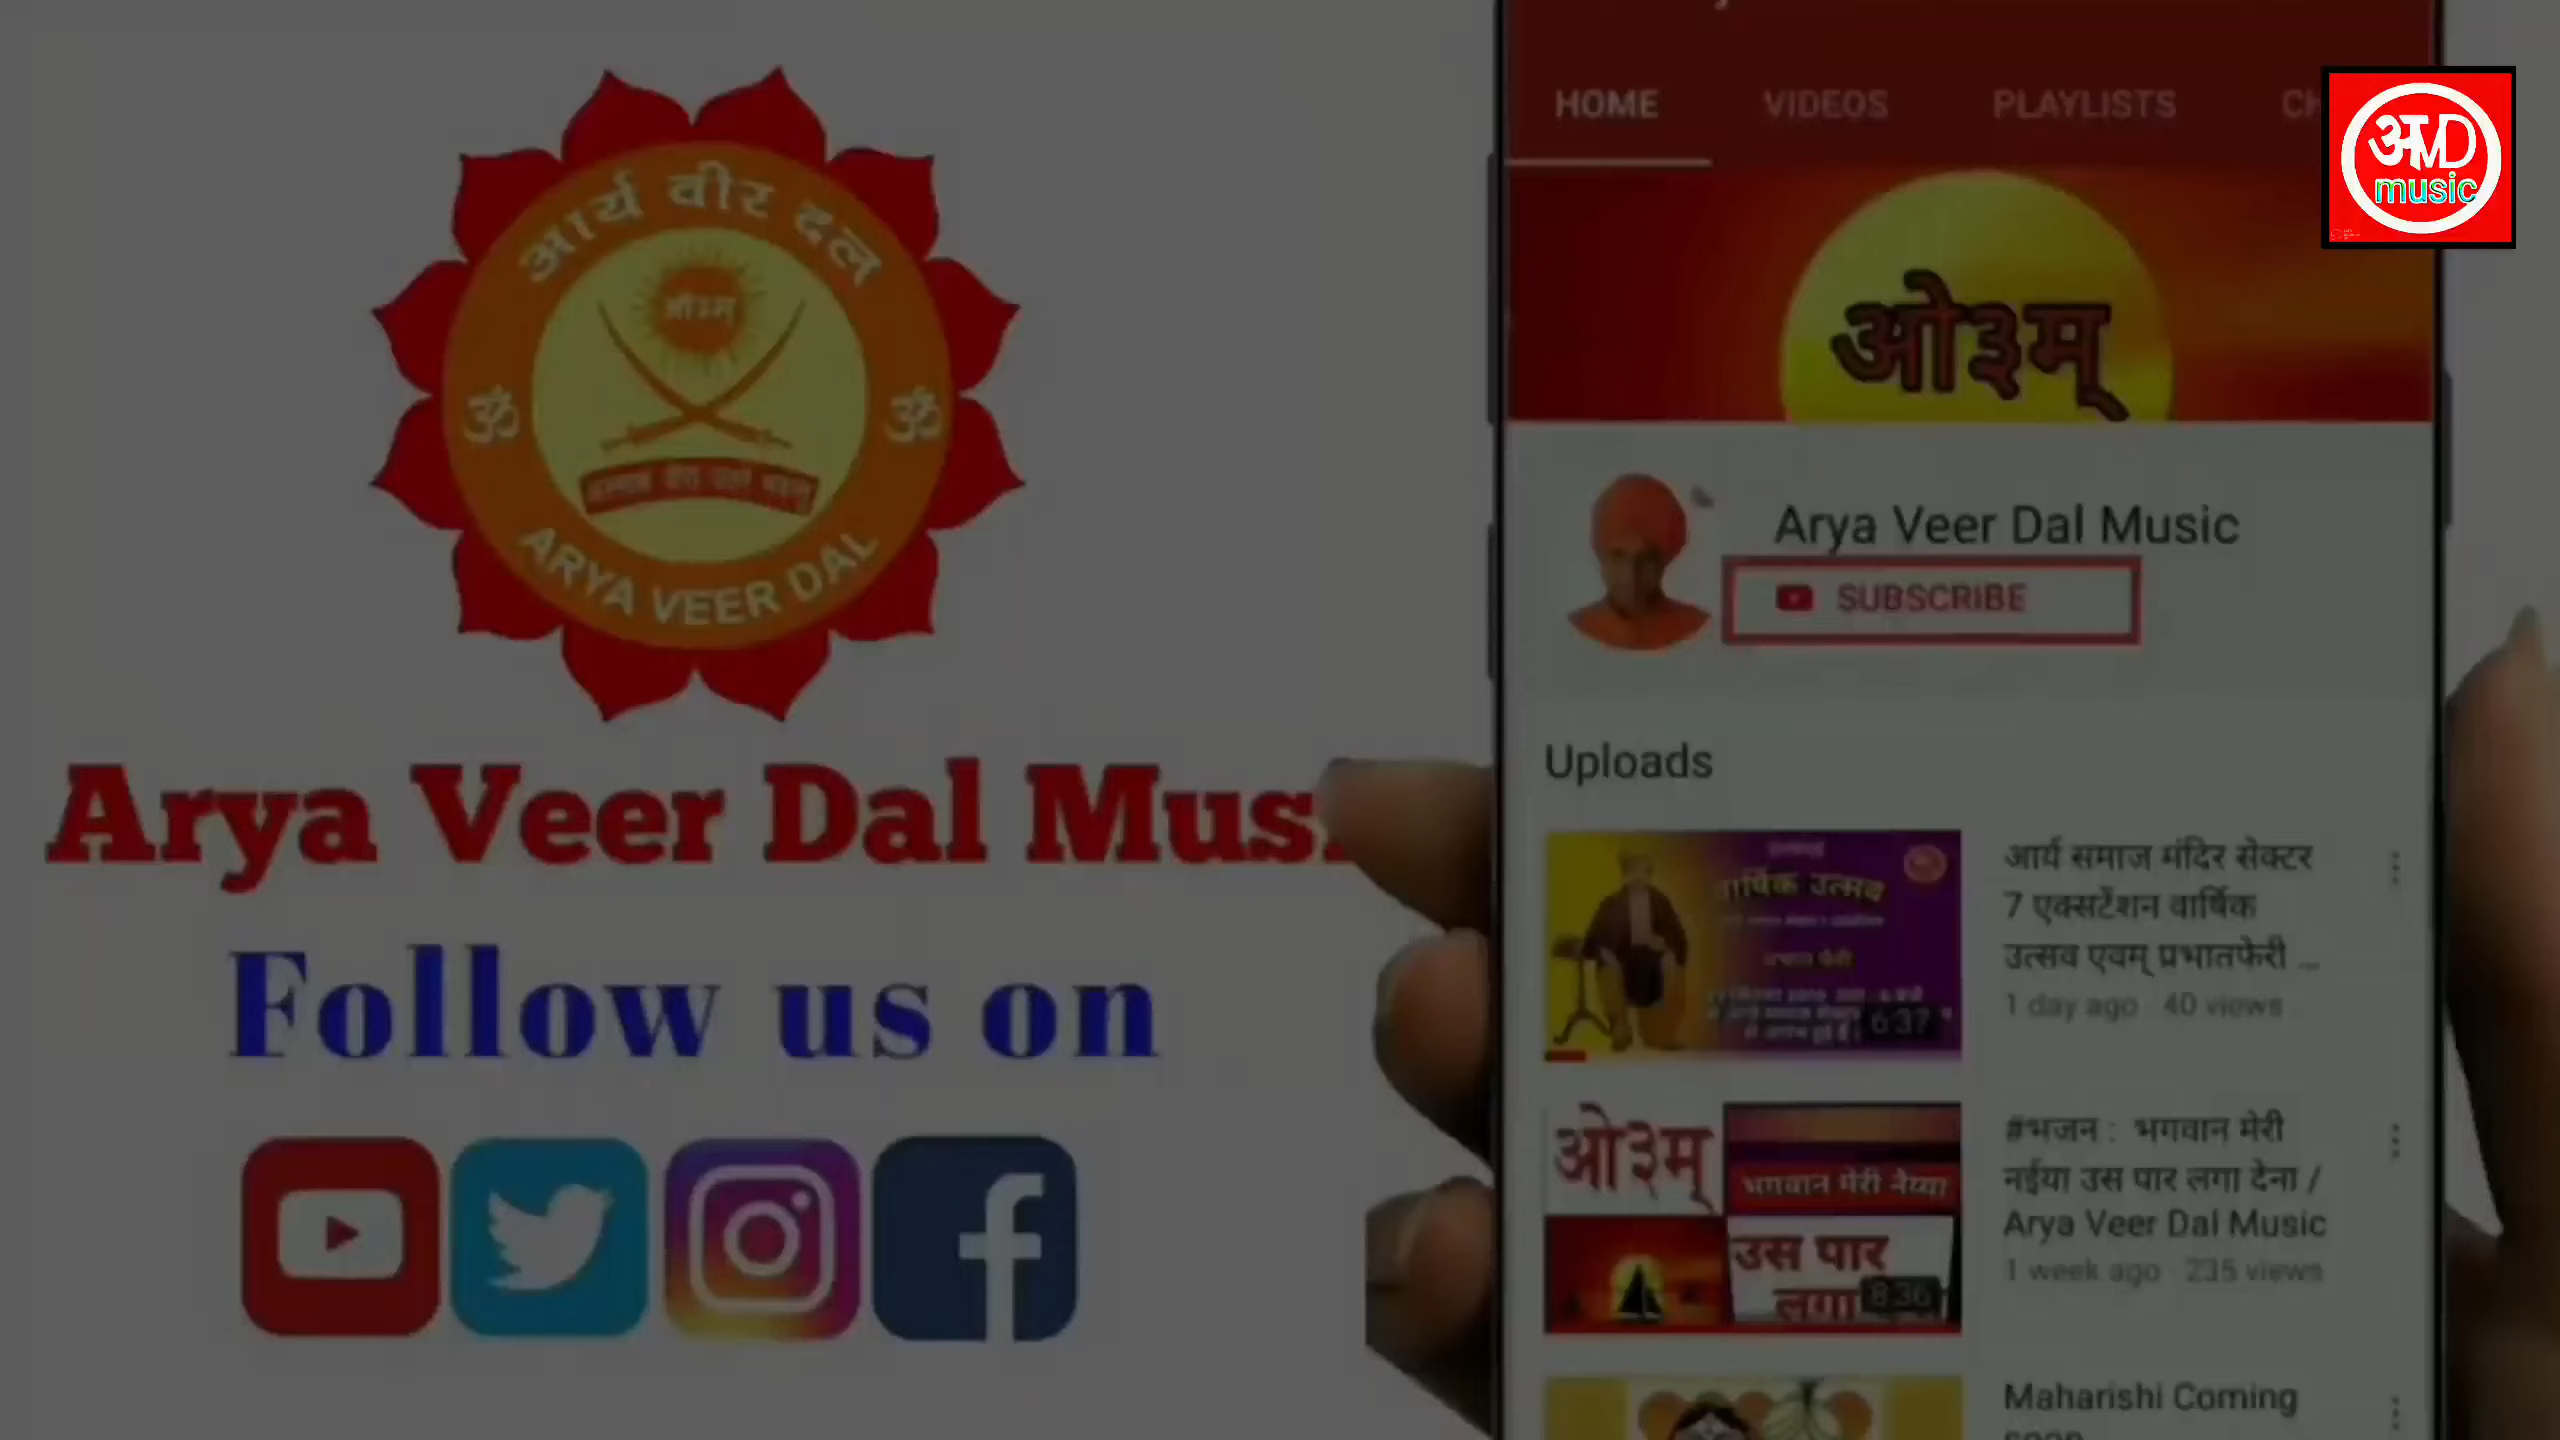 आर्य वीर दल
ओ३म्
ॐ ॐ
ARYA VEER DAL
Arya Veer Dal Mus
Follow us on
HOME VIDEOS PLAYLISTS CH
अMD
music
ओ३म्
Arya Veer Dal Music
SUBSCRIBE
Uploads
वार्षिक उत्सव
6:37
आर्य समाज मंदिर सेक्टर
7 एक्सटेंशन वार्षिक
उत्सव एवम् प्रभातफेरी ...
1 day ago · 40 views
ओ३म्
भगवान मेरी नैय्या
उस पार
लगा
8:36
#भजन : भगवान मेरी
नईया उस पार लगा देना /
Arya Veer Dal Music
1 week ago · 235 views
Maharishi Coming